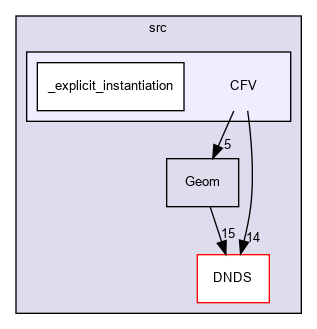 src
_explicit_instantiation
CFV
5
Geom
15
14
DNDS